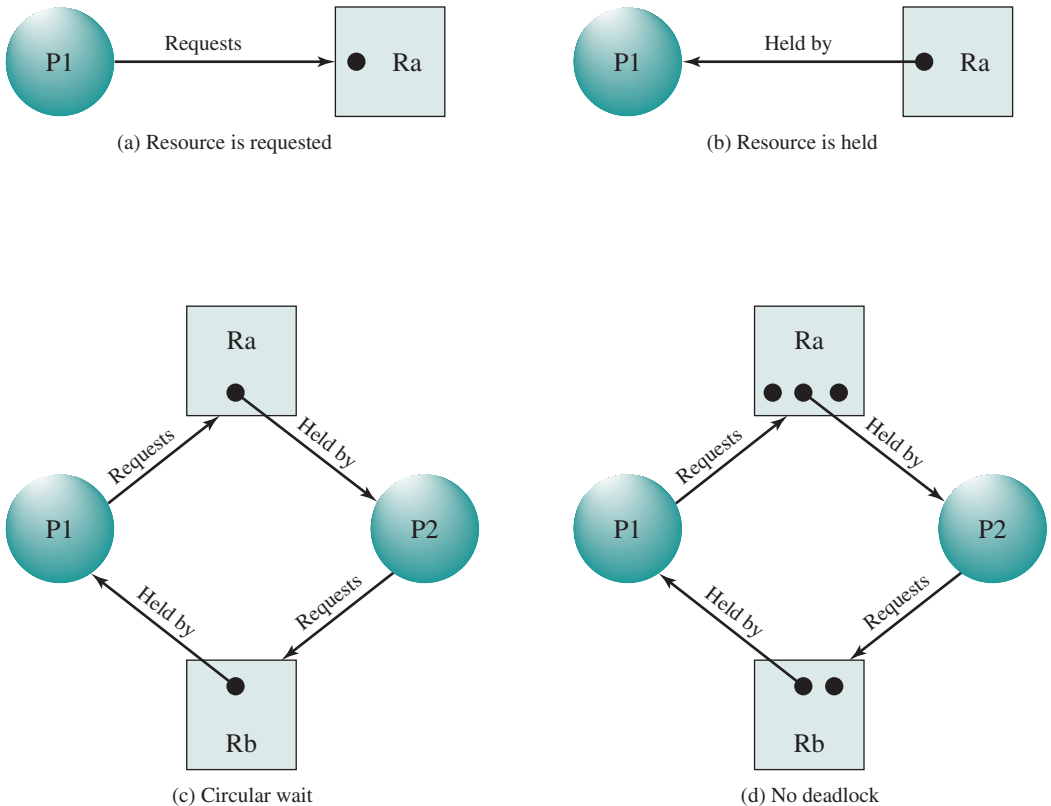 P1
Requests
Ra
(a) Resource is requested
P1
Held by
Ra
(b) Resource is held
Ra
Requests
Held by
P1
P2
Held by
Requests
Rb
(c) Circular wait
Ra
Requests
Held by
P1
P2
Held by
Requests
Rb
(d) No deadlock